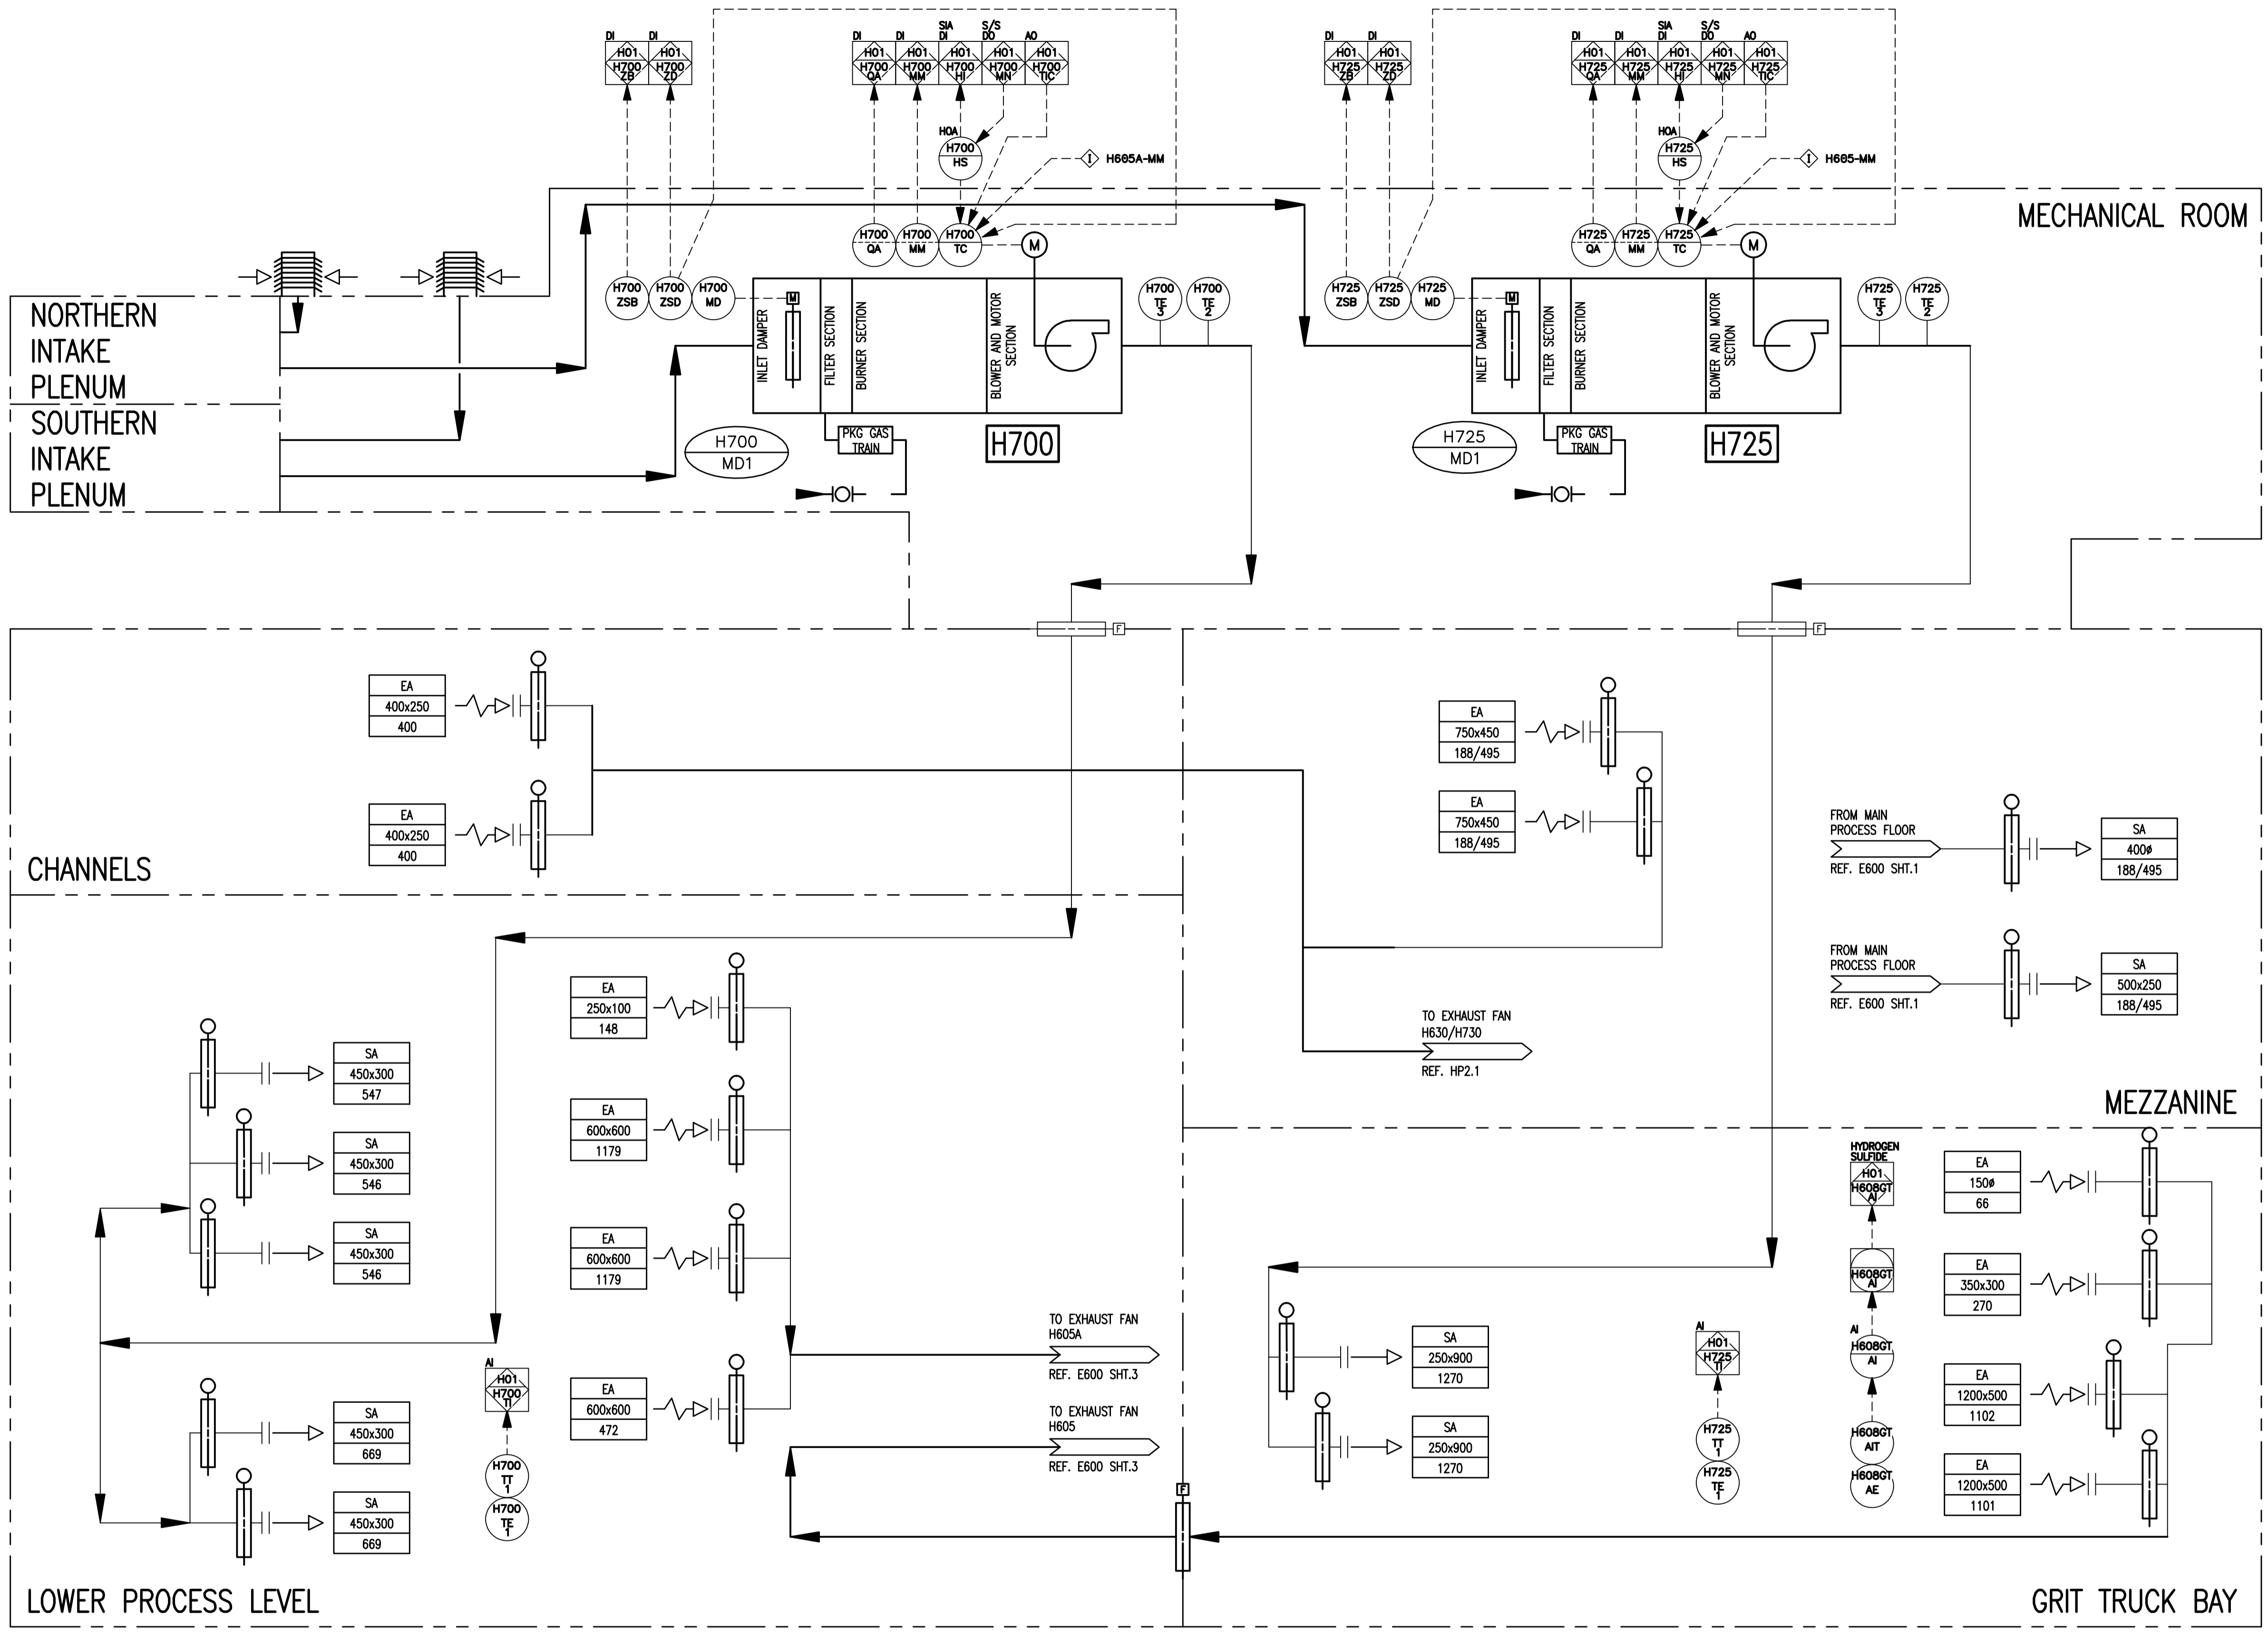 DI
DI
H01
H700
ZB
H01
H700
ZD
DI
DI
SIA
DI
S/S
DO
AO
H01
H700
QA
H01
H700
MM
H01
H700
HI
H01
H700
MN
H01
H700
TIC
HOA
H700
HS
I
H605A-MM
DI
DI
H01
H725
ZB
H01
H725
ZD
DI
DI
SIA
DI
S/S
DO
AO
H01
H725
QA
H01
H725
MM
H01
H725
HI
H01
H725
MN
H01
H725
TIC
HOA
H725
HS
I
H605-MM
MECHANICAL ROOM
H700
QA
H700
MM
H700
TC
M
H725
QA
H725
MM
H725
TC
M
H700
ZSB
H700
ZSD
H700
MD
M
H700
TE
3
H700
TE
2
H725
ZSB
H725
ZSD
H725
MD
M
H725
TE
3
H725
TE
2
NORTHERN
INTAKE
PLENUM
SOUTHERN
INTAKE
PLENUM
INLET DAMPER
FILTER SECTION
BURNER SECTION
BLOWER AND MOTOR
SECTION
INLET DAMPER
FILTER SECTION
BURNER SECTION
BLOWER AND MOTOR
SECTION
H700
MD1
PKG GAS
TRAIN
H700
H725
MD1
PKG GAS
TRAIN
H725
F
F
EA
400x250
400
EA
400x250
400
CHANNELS
EA
750x450
188/495
EA
750x450
188/495
FROM MAIN
PROCESS FLOOR
REF. E600 SHT.1
SA
400ø
188/495
FROM MAIN
PROCESS FLOOR
REF. E600 SHT.1
SA
500x250
188/495
TO EXHAUST FAN
H630/H730
REF. HP2.1
MEZZANINE
SA
450x300
547
SA
450x300
546
SA
450x300
546
SA
450x300
669
SA
450x300
669
EA
250x100
148
EA
600x600
1179
EA
600x600
1179
EA
600x600
472
AI
H01
H700
TI
H700
TT
1
H700
TE
1
TO EXHAUST FAN
H605A
REF. E600 SHT.3
TO EXHAUST FAN
H605
REF. E600 SHT.3
F
LOWER PROCESS LEVEL
SA
250x900
1270
SA
250x900
1270
AI
H01
H725
TI
H725
TT
1
H725
TE
1
HYDROGEN
SULFIDE
H01
H608GT
AI
H608GT
AI
AI
H608GT
AI
H608GT
AIT
H608GT
AE
EA
150ø
66
EA
350x300
270
EA
1200x500
1102
EA
1200x500
1101
GRIT TRUCK BAY